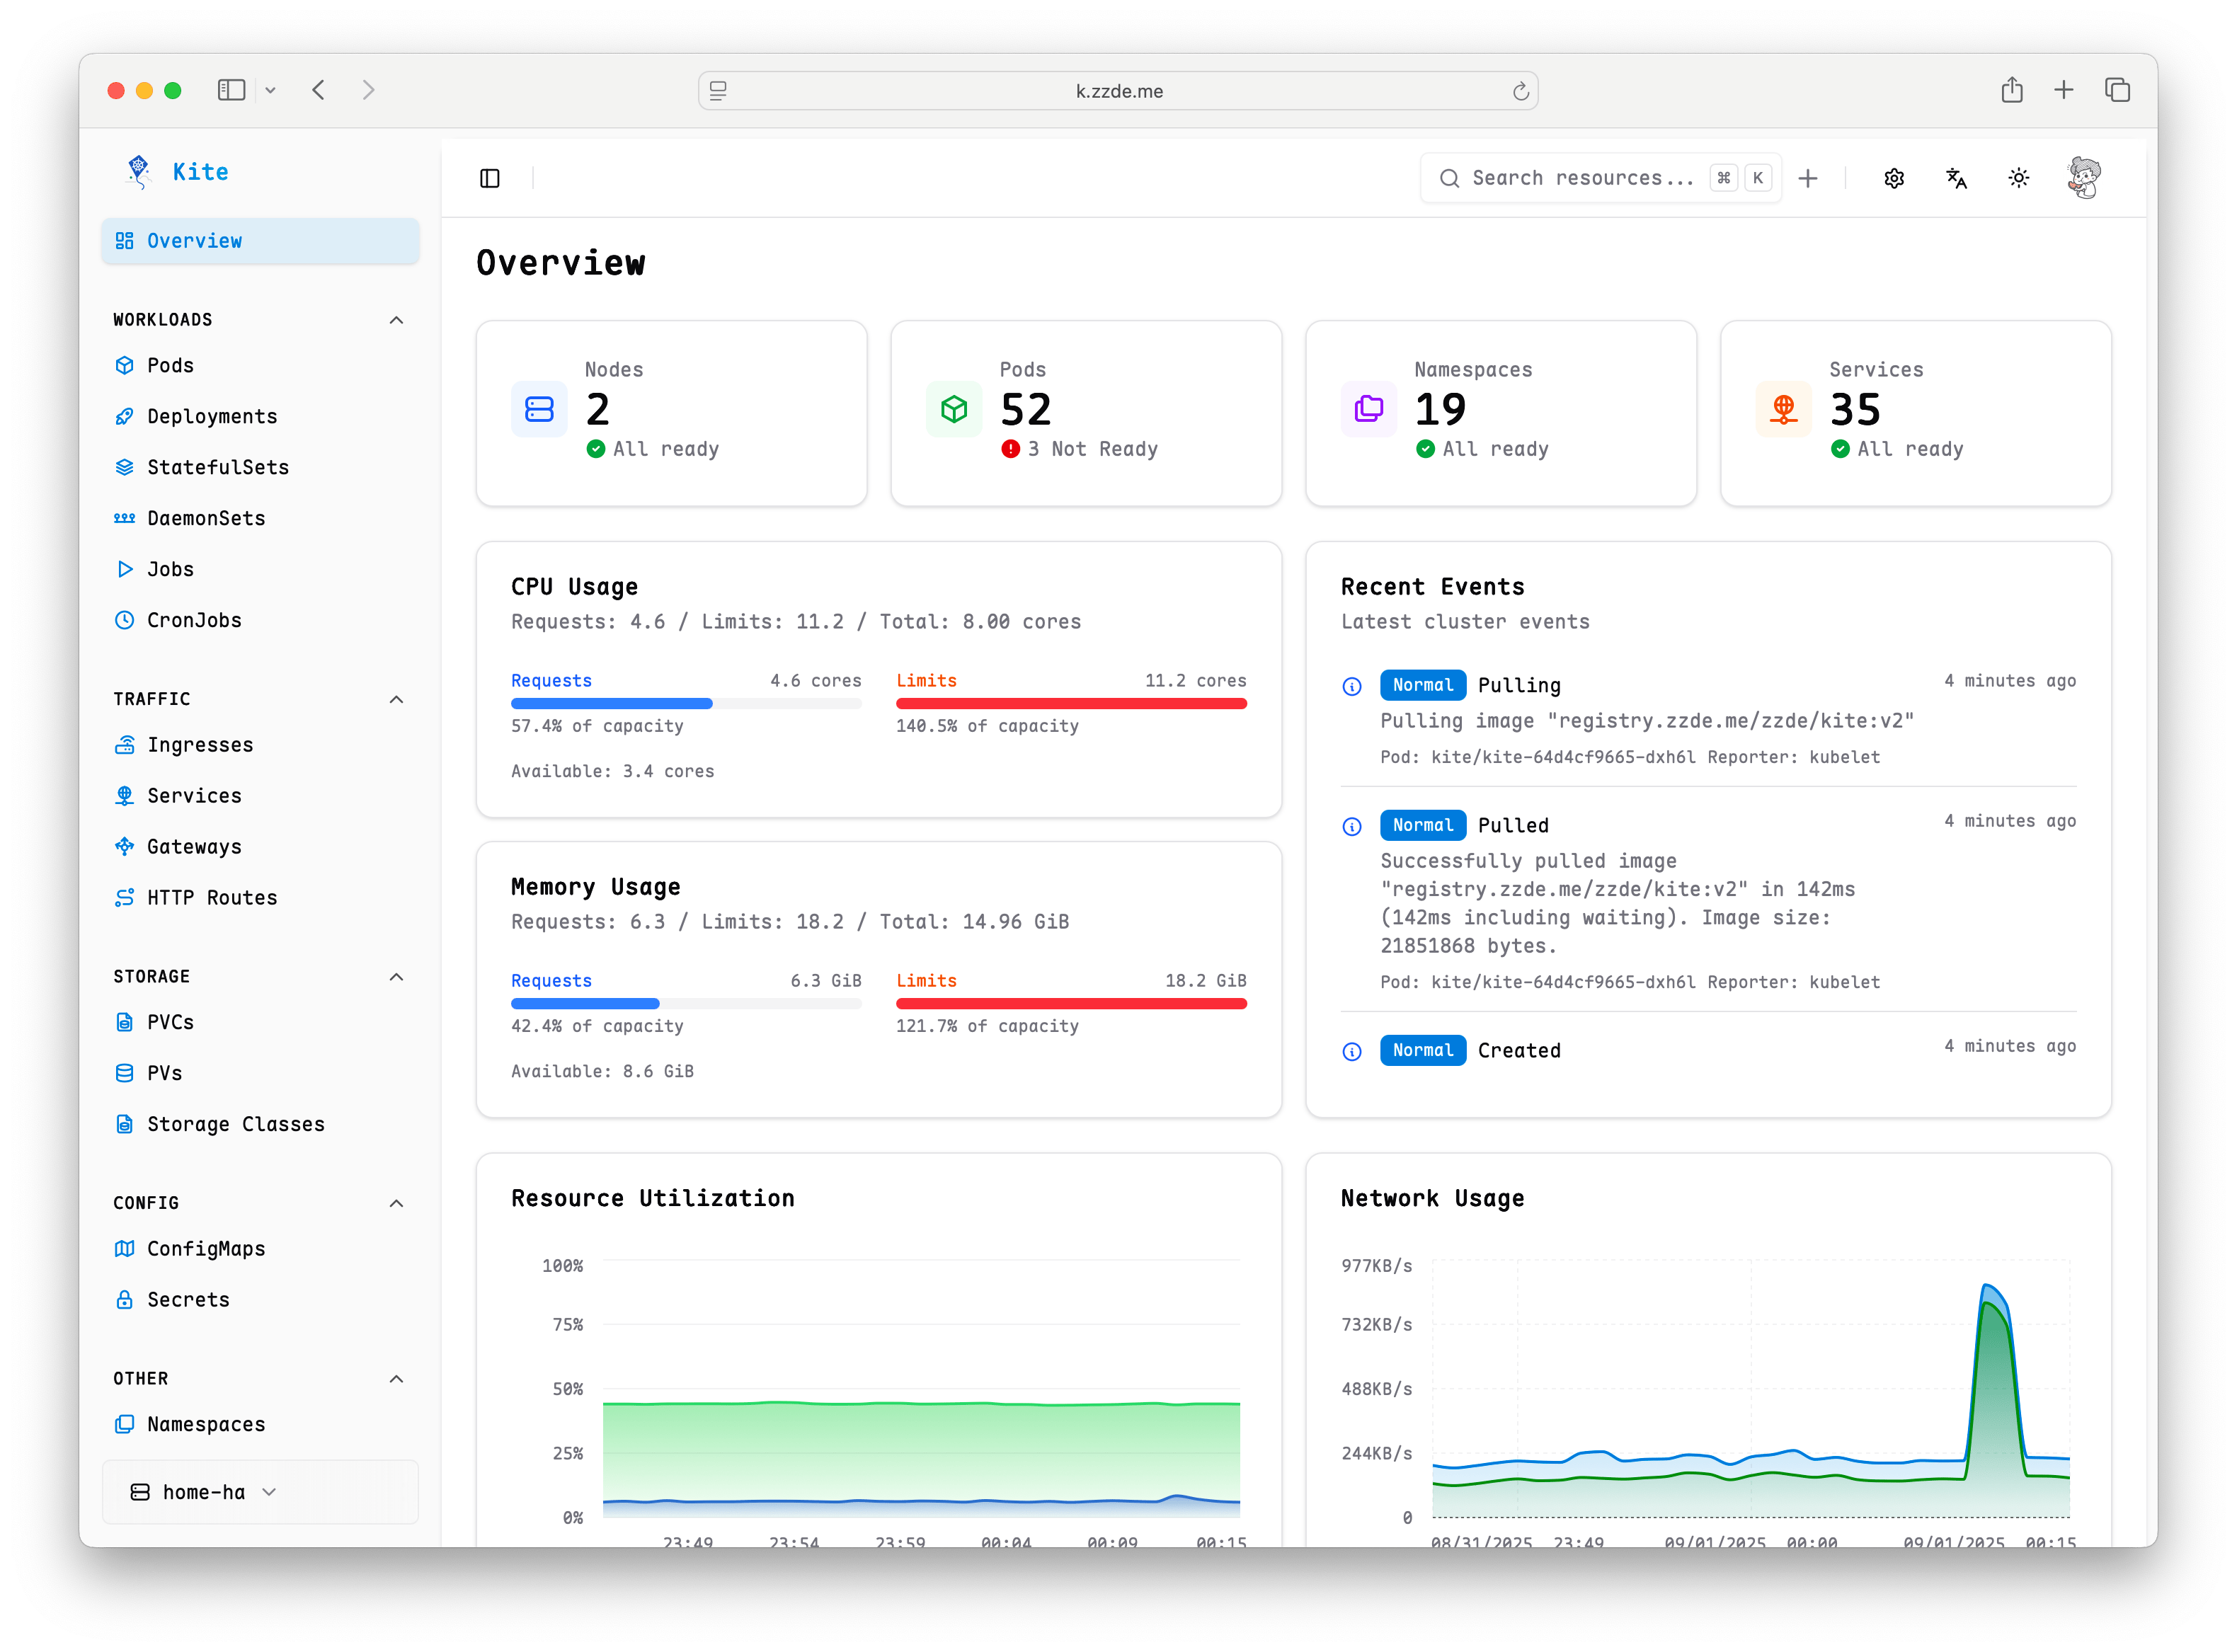 k.zzde.me
Kite
Search resources... ⌘ K
Overview
WORKLOADS
Pods
Deployments
StatefulSets
DaemonSets
Jobs
CronJobs
TRAFFIC
Ingresses
Services
Gateways
HTTP Routes
STORAGE
PVCs
PVs
Storage Classes
CONFIG
ConfigMaps
Secrets
OTHER
Namespaces
home-ha
Overview
Nodes
2
All ready
Pods
52
3 Not Ready
Namespaces
19
All ready
Services
35
All ready
CPU Usage
Requests: 4.6 / Limits: 11.2 / Total: 8.00 cores
Requests 4.6 cores
57.4% of capacity
Limits 11.2 cores
140.5% of capacity
Available: 3.4 cores
Memory Usage
Requests: 6.3 / Limits: 18.2 / Total: 14.96 GiB
Requests 6.3 GiB
42.4% of capacity
Limits 18.2 GiB
121.7% of capacity
Available: 8.6 GiB
Recent Events
Latest cluster events
Normal Pulling 4 minutes ago
Pulling image "registry.zzde.me/zzde/kite:v2"
Pod: kite/kite-64d4cf9665-dxh6l Reporter: kubelet
Normal Pulled 4 minutes ago
Successfully pulled image
"registry.zzde.me/zzde/kite:v2" in 142ms
(142ms including waiting). Image size:
21851868 bytes.
Pod: kite/kite-64d4cf9665-dxh6l Reporter: kubelet
Normal Created 4 minutes ago
Resource Utilization
100%
75%
50%
25%
0%
23:49 23:54 23:59 00:04 00:09 00:15
Network Usage
977KB/s
732KB/s
488KB/s
244KB/s
0
08/31/2025 23:49 09/01/2025 00:00 09/01/2025 00:15